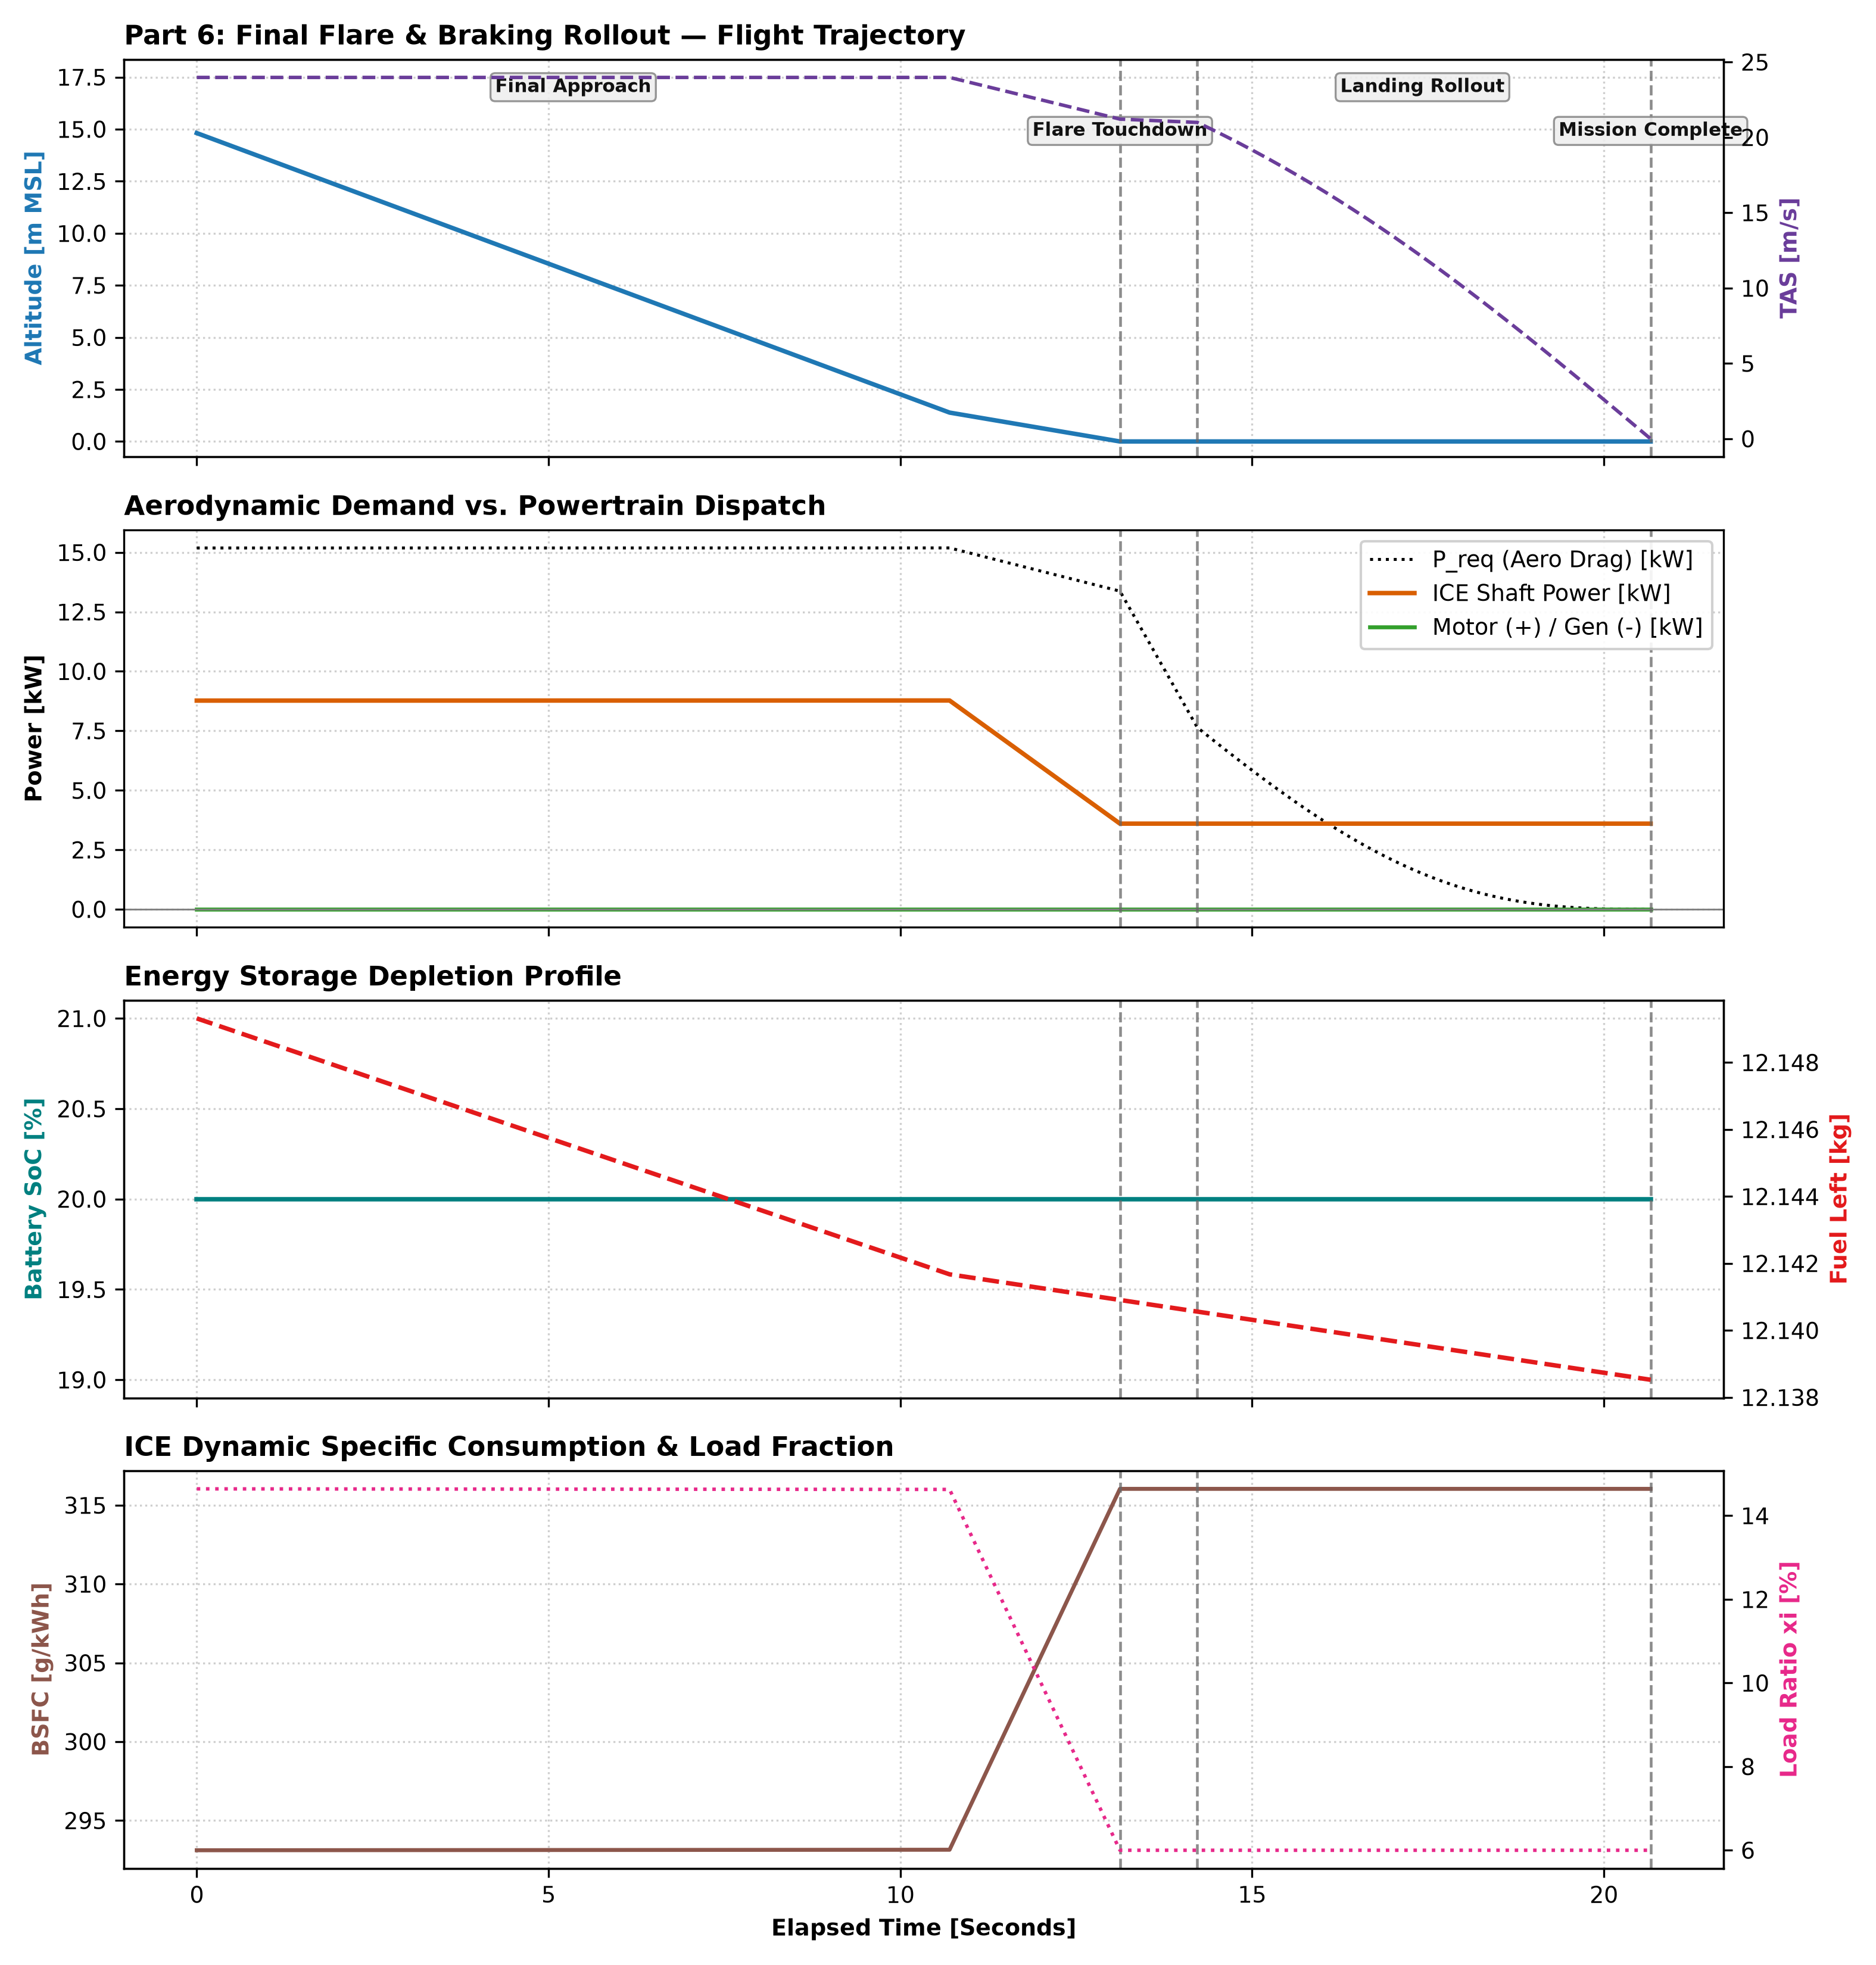 Part 6: Final Flare & Braking Rollout — Flight Trajectory
Altitude [m MSL]
17.5
15.0
12.5
10.0
7.5
5.0
2.5
0.0
Final Approach
Flare Touchdown
Landing Rollout
Mission Complete
25
20
15
10
5
0
TAS [m/s]
Aerodynamic Demand vs. Powertrain Dispatch
Power [kW]
15.0
12.5
10.0
7.5
5.0
2.5
0.0
P_req (Aero Drag) [kW]
ICE Shaft Power [kW]
Motor (+) / Gen (-) [kW]
Energy Storage Depletion Profile
Battery SoC [%]
21.0
20.5
20.0
19.5
19.0
12.148
12.146
12.144
12.142
12.140
12.138
Fuel Left [kg]
ICE Dynamic Specific Consumption & Load Fraction
BSFC [g/kWh]
315
310
305
300
295
14
12
10
8
6
Load Ratio xi [%]
0 5 10 15 20
Elapsed Time [Seconds]